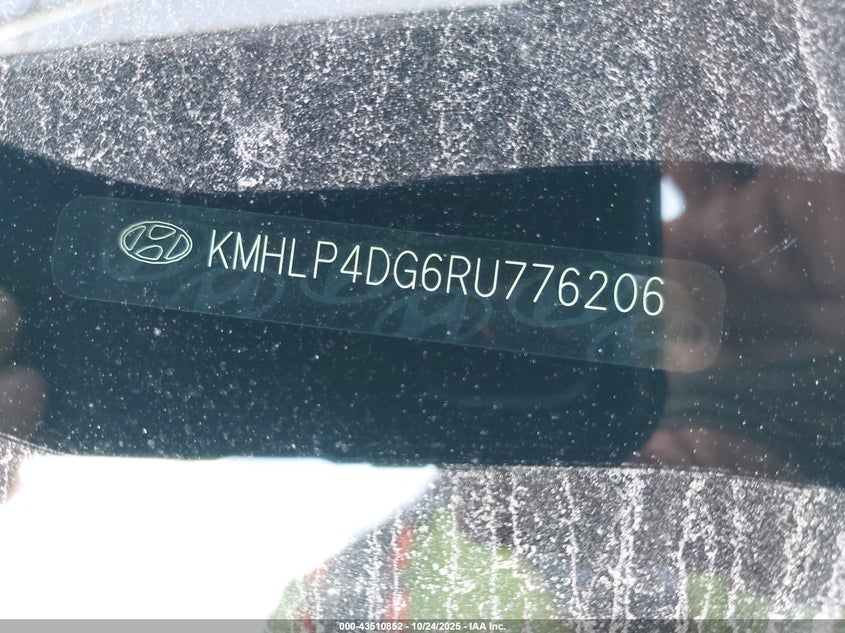 KMHLP4DG6RU776206
000-43510852 - 10/24/2025 - IAA Inc.